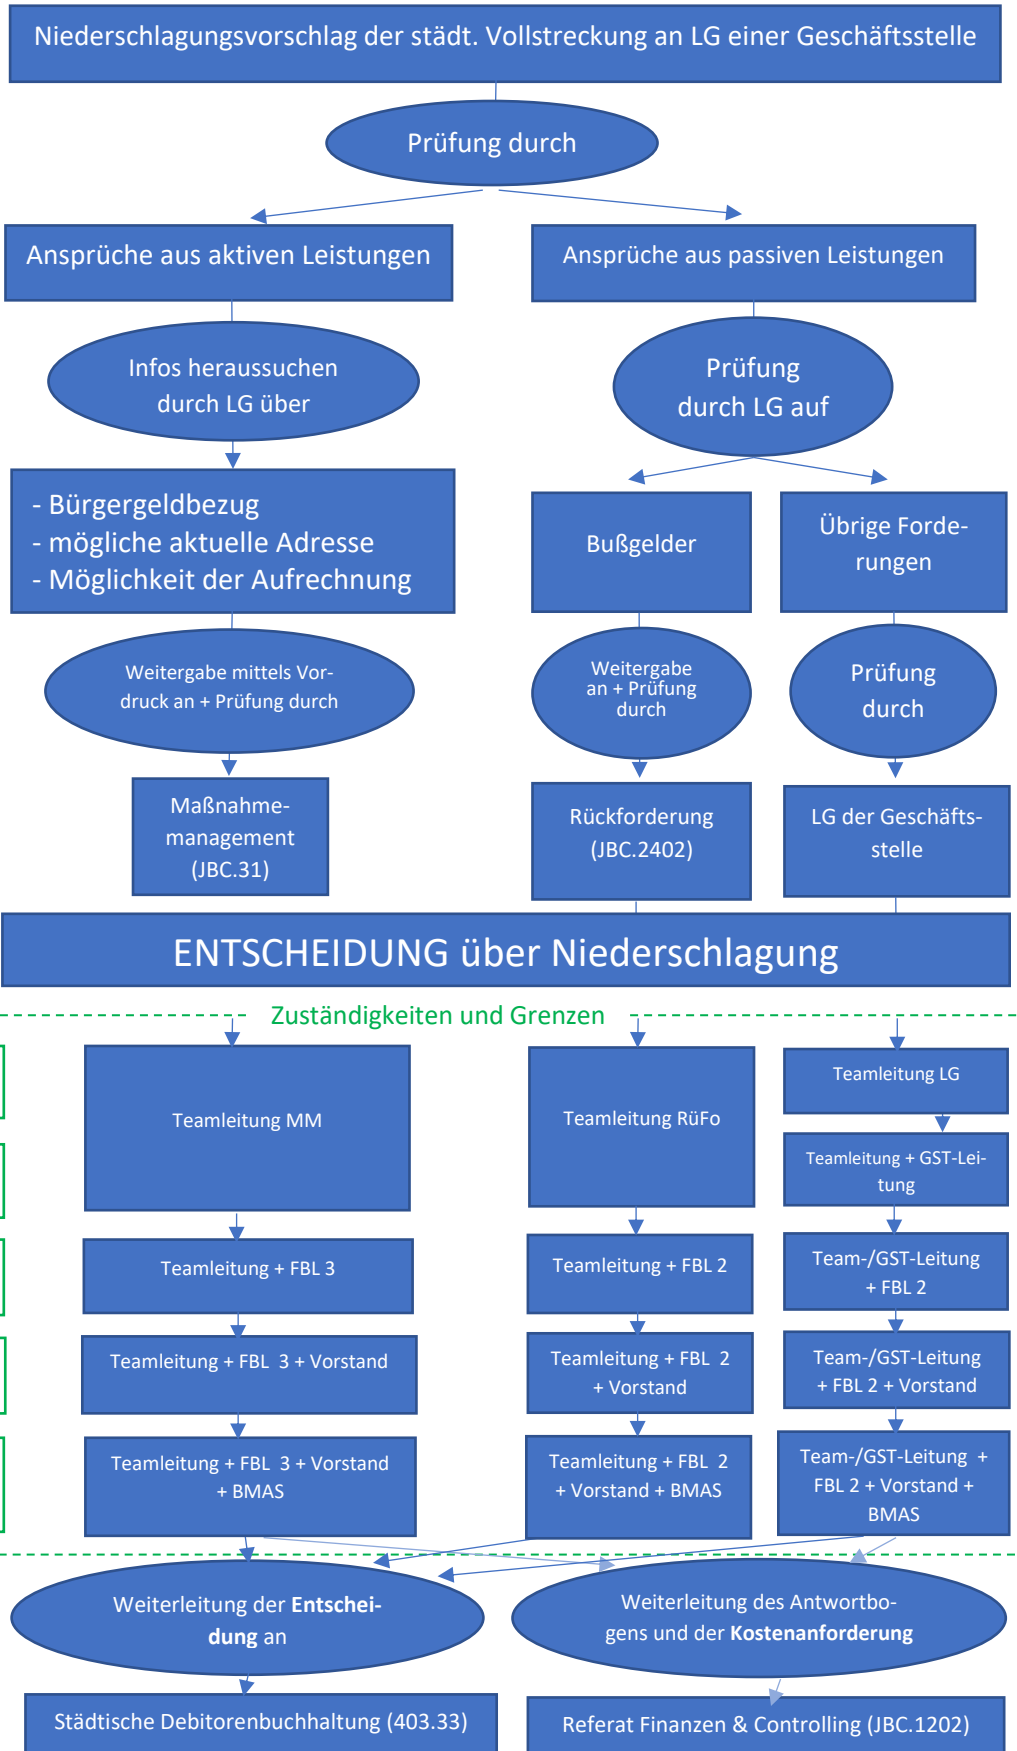 Niederschlagungsvorschlag der städt. Vollstreckung an LG einer Geschäftsstelle
Prüfung durch
Ansprüche aus aktiven Leistungen
Ansprüche aus passiven Leistungen
Infos heraussuchen
durch LG über
Prüfung
durch LG auf
- Bürgergeldbezug
- mögliche aktuelle Adresse
- Möglichkeit der Aufrechnung
Bußgelder
Übrige Forde-
rungen
Weitergabe mittels Vor-
druck an + Prüfung durch
Weitergabe
an + Prüfung
durch
Prüfung
durch
Maßnahme-
management
(JBC.31)
Rückforderung
(JBC.2402)
LG der Geschäfts-
stelle
ENTSCHEIDUNG über Niederschlagung
Zuständigkeiten und Grenzen
Teamleitung MM
Teamleitung RüFo
Teamleitung LG
Teamleitung + GST-Lei-
tung
Teamleitung + FBL 3
Teamleitung + FBL 2
Team-/GST-Leitung
+ FBL 2
Teamleitung + FBL 3 + Vorstand
Teamleitung + FBL 2
+ Vorstand
Team-/GST-Leitung
+ FBL 2 + Vorstand
Teamleitung + FBL 3 + Vorstand
+ BMAS
Teamleitung + FBL 2
+ Vorstand + BMAS
Team-/GST-Leitung +
FBL 2 + Vorstand +
BMAS
Weiterleitung der Entschei-
dung an
Weiterleitung des Antwortbo-
gens und der Kostenanforderung
Städtische Debitorenbuchhaltung (403.33)
Referat Finanzen & Controlling (JBC.1202)